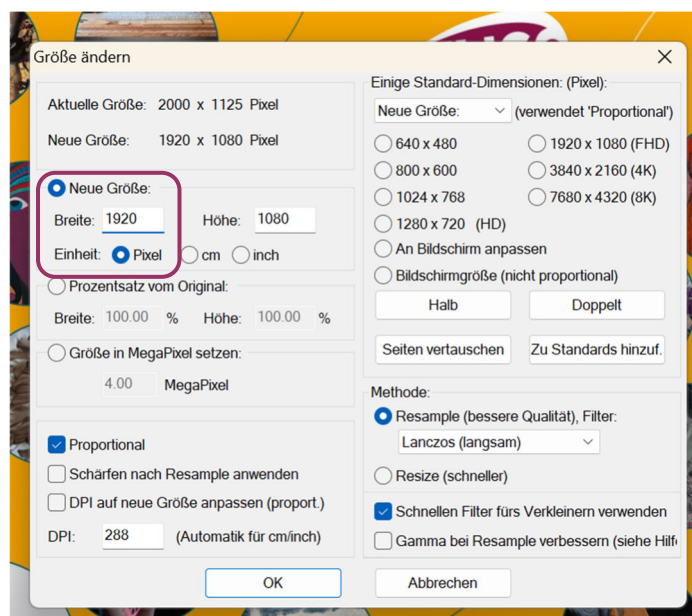 Größe ändern
Aktuelle Größe: 2000 x 1125 Pixel
Neue Größe: 1920 x 1080 Pixel
Neue Größe:
Breite: 1920 Höhe: 1080
Einheit: Pixel cm inch
Prozentsatz vom Original:
Breite: 100.00 % Höhe: 100.00 %
Größe in MegaPixel setzen:
4.00 MegaPixel
Proportional
Schärfen nach Resample anwenden
DPI auf neue Größe anpassen (proport.)
DPI: 288 (Automatik für cm/inch)
Einige Standard-Dimensionen: (Pixel):
Neue Größe: (verwendet 'Proportional')
640 x 480 1920 x 1080 (FHD)
800 x 600 3840 x 2160 (4K)
1024 x 768 7680 x 4320 (8K)
1280 x 720 (HD)
An Bildschirm anpassen
Bildschirmgröße (nicht proportional)
Halb Doppelt
Seiten vertauschen Zu Standards hinzuf.
Methode:
Resample (bessere Qualität), Filter:
Lanczos (langsam)
Resize (schneller)
Schnellen Filter fürs Verkleinern verwenden
Gamma bei Resample verbessern (siehe Hilf
OK Abbrechen